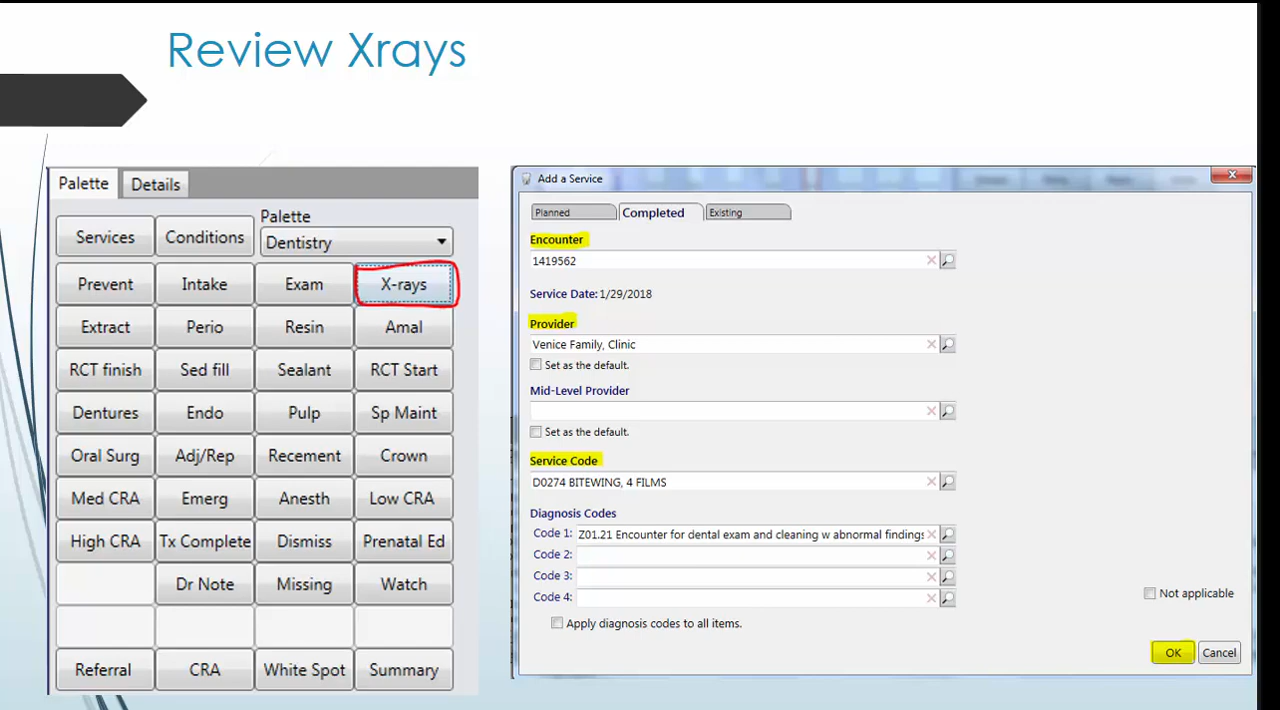 Review Xrays
Palette Details
Palette
Services Conditions Dentistry
Prevent Intake Exam X-rays
Extract Perio Resin Amal
RCT finish Sed fill Sealant RCT Start
Dentures Endo Pulp Sp Maint
Oral Surg Adj/Rep Recement Crown
Med CRA Emerg Anesth Low CRA
High CRA Tx Complete Dismiss Prenatal Ed
Dr Note Missing Watch
Referral CRA White Spot Summary
Add a Service
Planned Completed Existing
Encounter
1419562
Service Date: 1/29/2018
Provider
Venice Family, Clinic
Set as the default.
Mid-Level Provider
Set as the default.
Service Code
D0274 BITEWING, 4 FILMS
Diagnosis Codes
Code 1: Z01.21 Encounter for dental exam and cleaning w abnormal findings
Code 2:
Code 3:
Code 4:
Not applicable
Apply diagnosis codes to all items.
OK Cancel